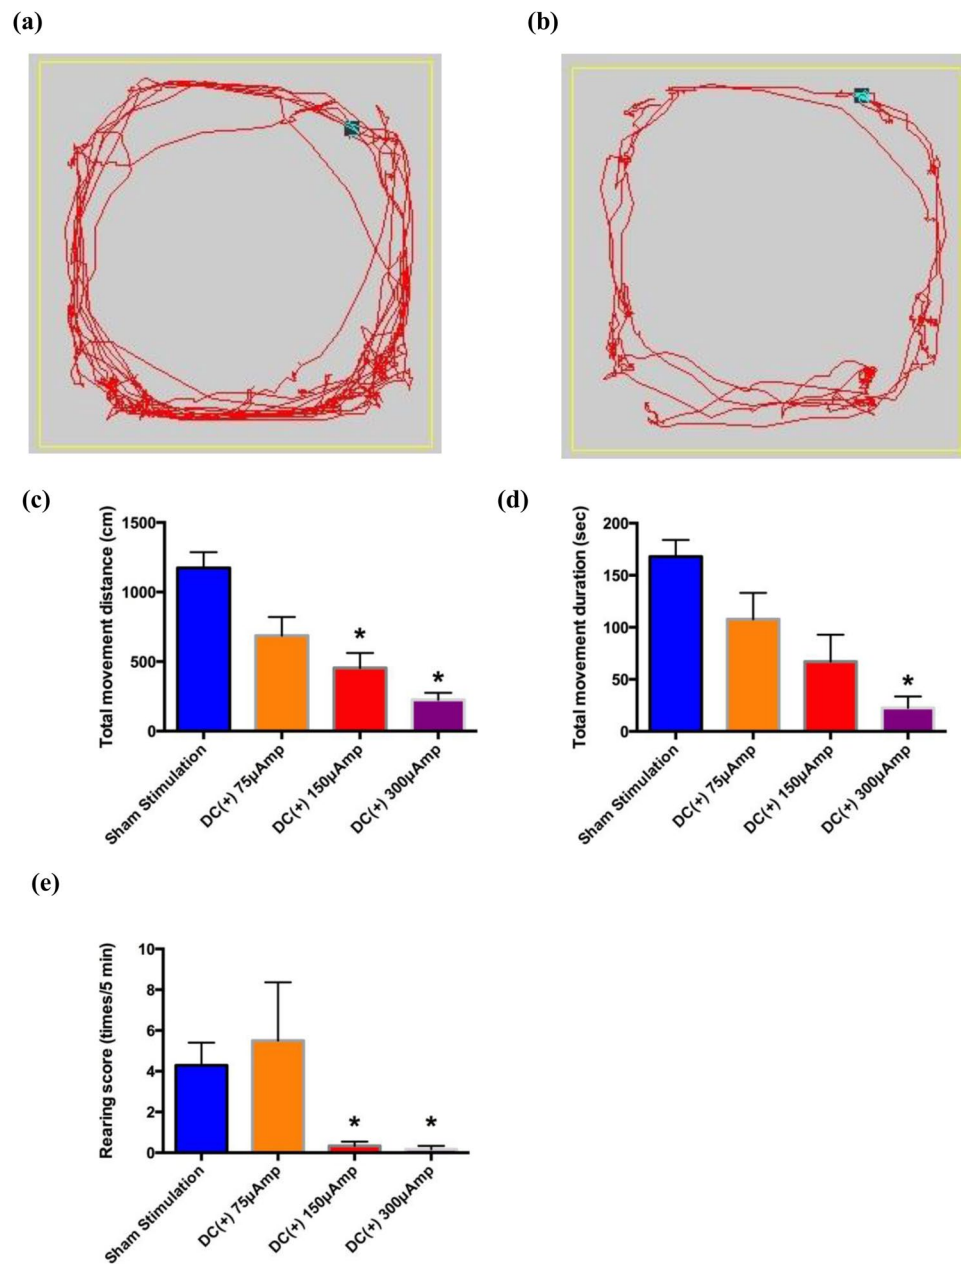 (a)
(b)
(c)
Total movement distance (cm)
1500
1000
500
0
Sham Stimulation
DC(+) 75μAmp
DC(+) 150μAmp
DC(+) 300μAmp
*
*
(d)
Total movement duration (sec)
200
150
100
50
0
Sham Stimulation
DC(+) 75μAmp
DC(+) 150μAmp
DC(+) 300μAmp
*
(e)
Rearing score (times/5 min)
10
8
6
4
2
0
Sham Stimulation
DC(+) 75μAmp
DC(+) 150μAmp
DC(+) 300μAmp
*
*